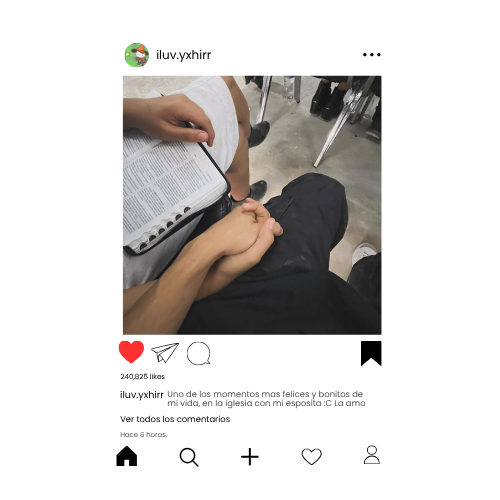 iluv.yxhirr
240,825 likes
iluv.yxhirr Uno de los momentos mas felices y bonitos de
mi vida, en la iglesia con mi esposita :C La amo
Ver todos los comentarios
Hace 6 horas.